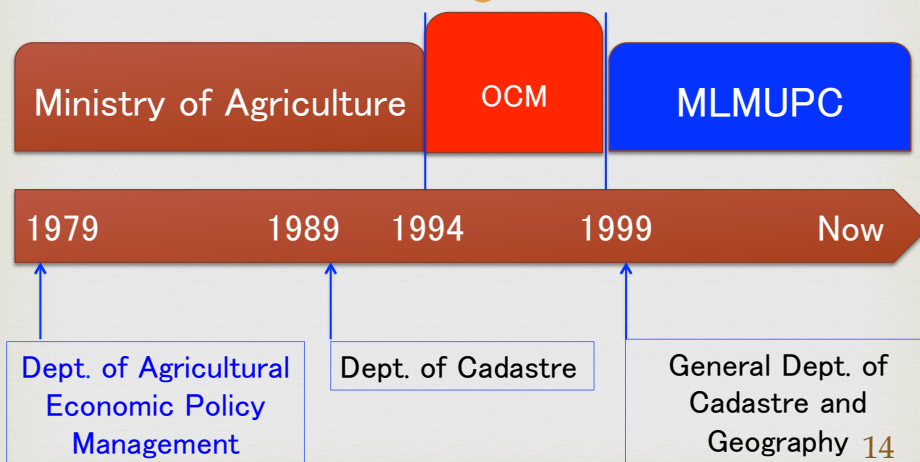 Ministry of Agriculture
OCM
MLMUPC
1979
1989
1994
1999
Now
Dept. of Agricultural
Economic Policy
Management
Dept. of Cadastre
General Dept. of
Cadastre and
Geography
14